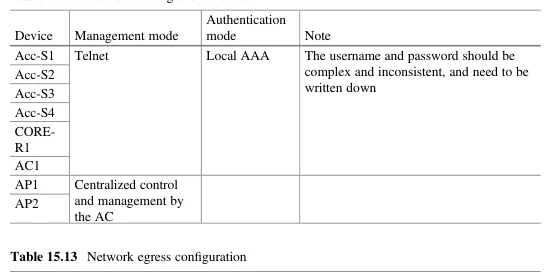 Authentication
Device Management mode mode Note
Acc-S1 Telnet Local AAA The username and password should be
Acc-S2 complex and inconsistent, and need to be
Acc-S3 written down
Acc-S4
CORE-
R1
AC1
AP1 Centralized control
AP2 and management by
the AC
Table 15.13 Network egress configuration